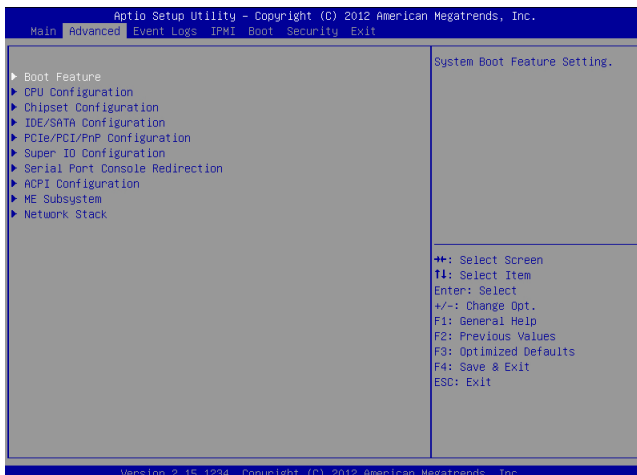 Aptio Setup Utility – Copyright (C) 2012 American Megatrends, Inc.
Main Advanced Event Logs IPMI Boot Security Exit
System Boot Feature Setting.
▶ Boot Feature
▶ CPU Configuration
▶ Chipset Configuration
▶ IDE/SATA Configuration
▶ PCIe/PCI/PnP Configuration
▶ Super IO Configuration
▶ Serial Port Console Redirection
▶ ACPI Configuration
▶ ME Subsystem
▶ Network Stack
→←: Select Screen
↑↓: Select Item
Enter: Select
+/-: Change Opt.
F1: General Help
F2: Previous Values
F3: Optimized Defaults
F4: Save & Exit
ESC: Exit
Version 2.15.1234. Copyright (C) 2012 American Megatrends, Inc.